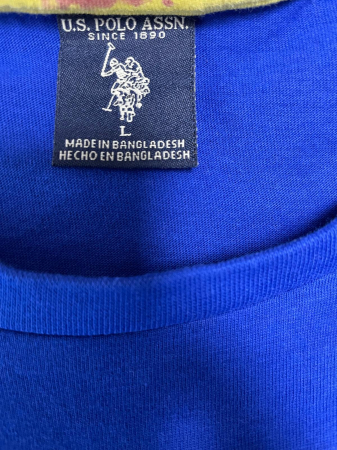 U.S. POLO ASSN.
SINCE 1890
L
MADE IN BANGLADESH
HECHO EN BANGLADESH